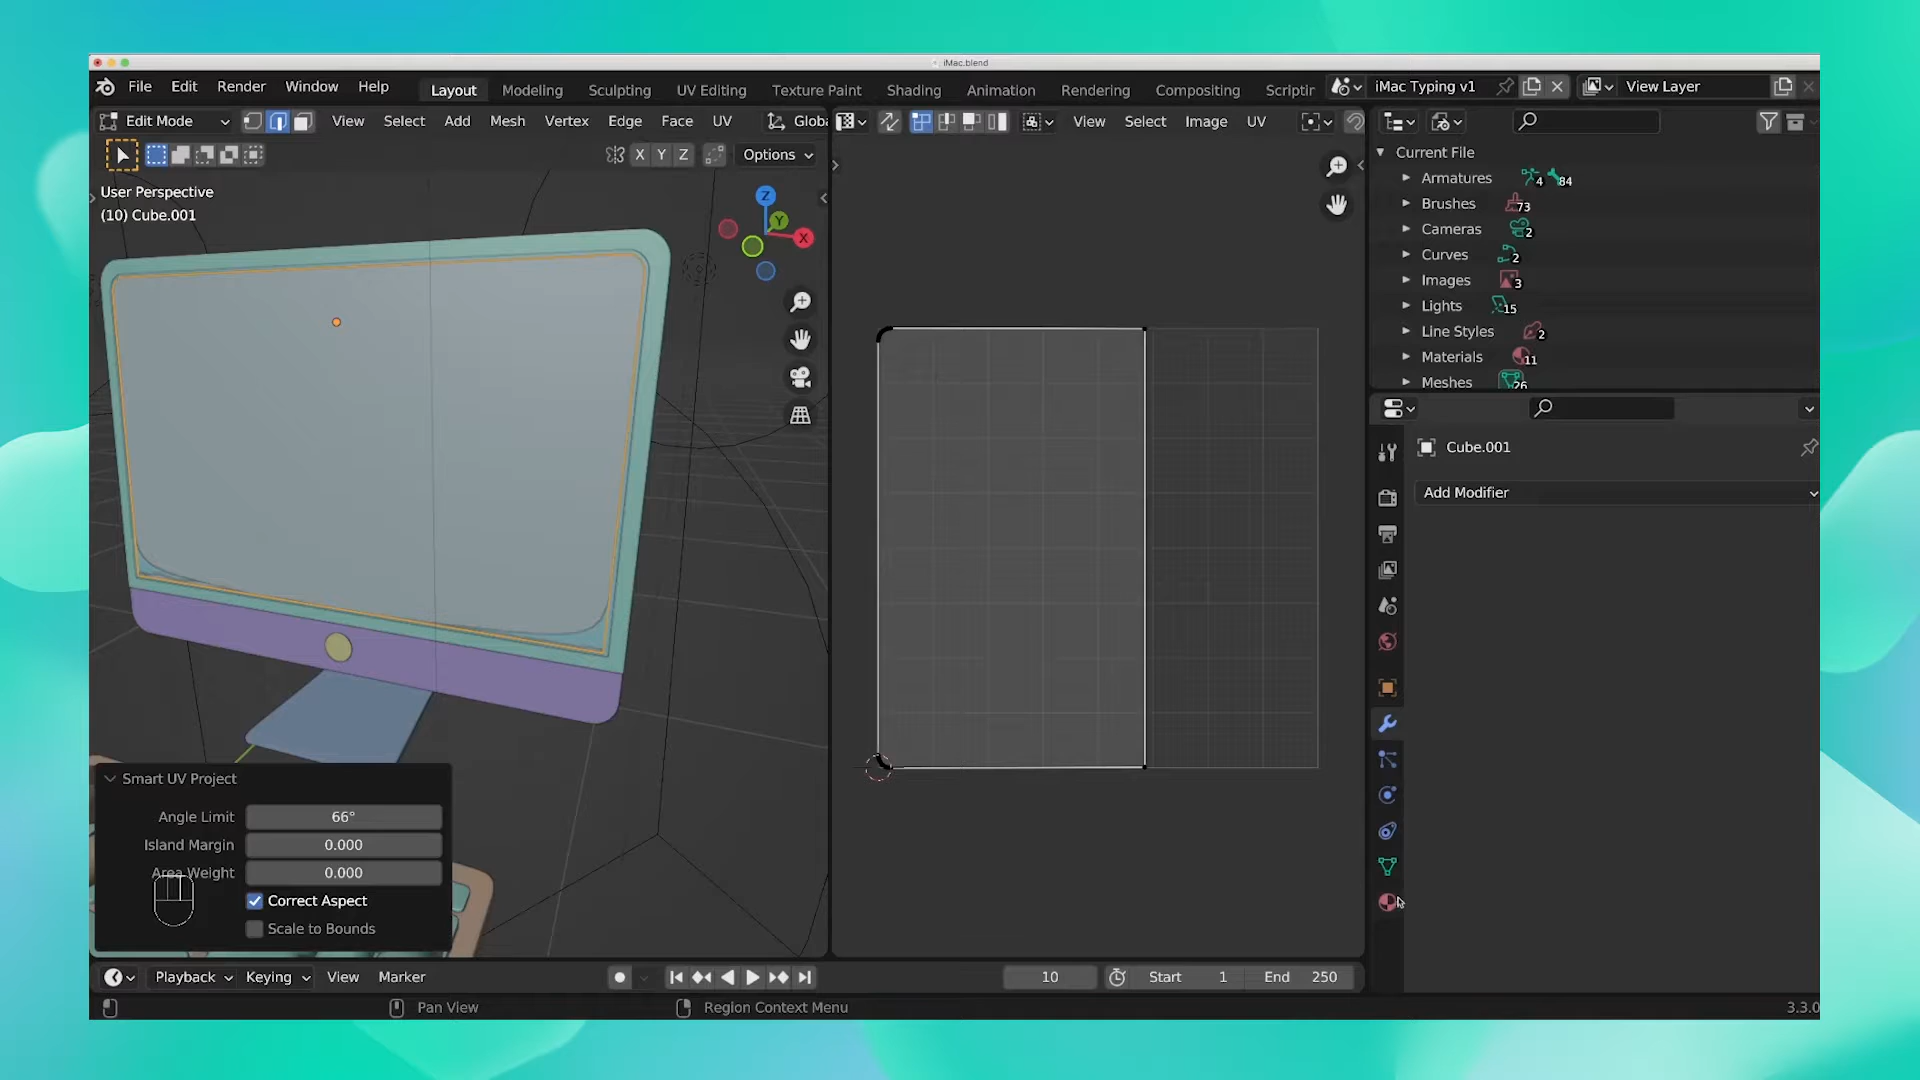 iMac.blend
File Edit Render Window Help Layout Modeling Sculpting UV Editing Texture Paint Shading Animation Rendering Compositing Scriptin iMac Typing v1 View Layer
Edit Mode View Select Add Mesh Vertex Edge Face UV Globa View Select Image UV
X Y Z Options
User Perspective
(10) Cube.001
Z
Y
X
Current File
Armatures 4 84
Brushes 73
Cameras 2
Curves 2
Images 3
Lights 15
Line Styles 2
Materials 11
Meshes 26
Cube.001
Add Modifier
Smart UV Project
Angle Limit 66°
Island Margin 0.000
Area Weight 0.000
Correct Aspect
Scale to Bounds
Playback Keying View Marker 10 Start 1 End 250
Pan View Region Context Menu 3.3.0